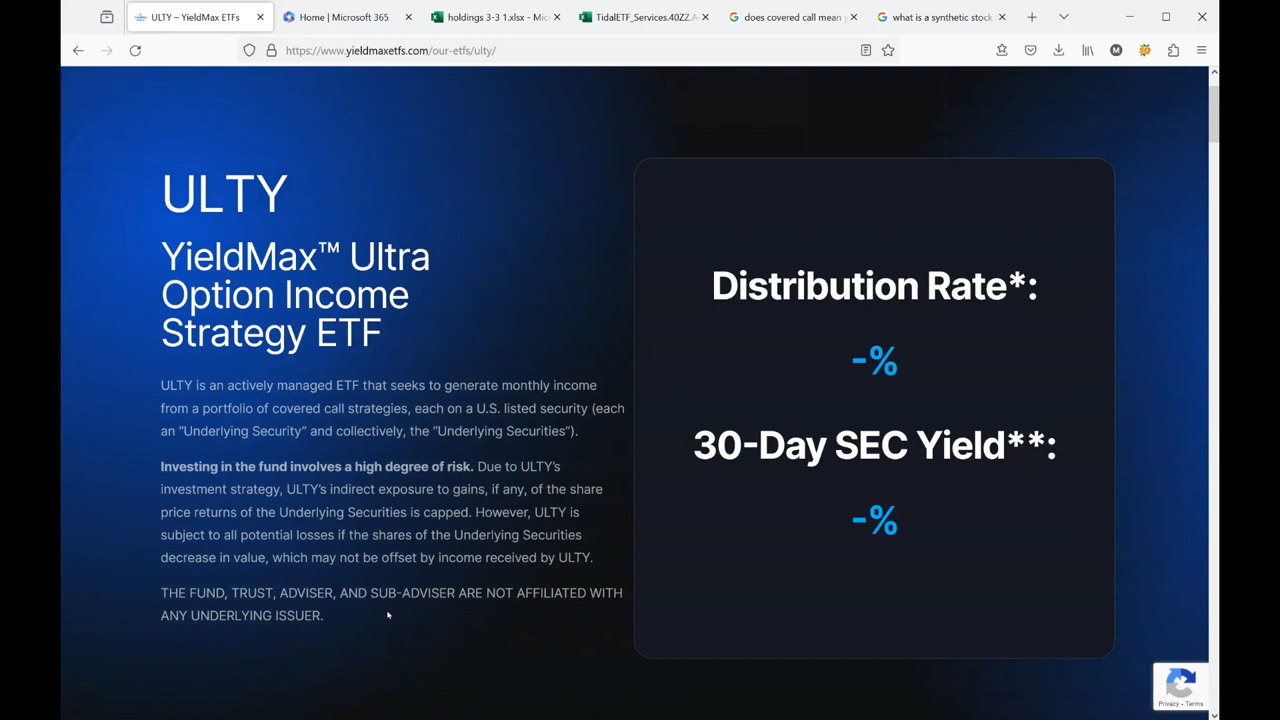 ULTY – YieldMax ETFs
Home | Microsoft 365
holdings 3-3 1.xlsx - Mic
TidalETF_Services.40ZZ.A
does covered call mean y
what is a synthetic stock
https://www.yieldmaxetfs.com/our-etfs/ulty/
ULTY
YieldMax™ Ultra
Option Income
Strategy ETF
ULTY is an actively managed ETF that seeks to generate monthly income
from a portfolio of covered call strategies, each on a U.S. listed security (each
an “Underlying Security” and collectively, the “Underlying Securities”).
Investing in the fund involves a high degree of risk. Due to ULTY’s
investment strategy, ULTY’s indirect exposure to gains, if any, of the share
price returns of the Underlying Securities is capped. However, ULTY is
subject to all potential losses if the shares of the Underlying Securities
decrease in value, which may not be offset by income received by ULTY.
THE FUND, TRUST, ADVISER, AND SUB-ADVISER ARE NOT AFFILIATED WITH
ANY UNDERLYING ISSUER.
Distribution Rate*:
-%
30-Day SEC Yield**:
-%
Privacy - Terms